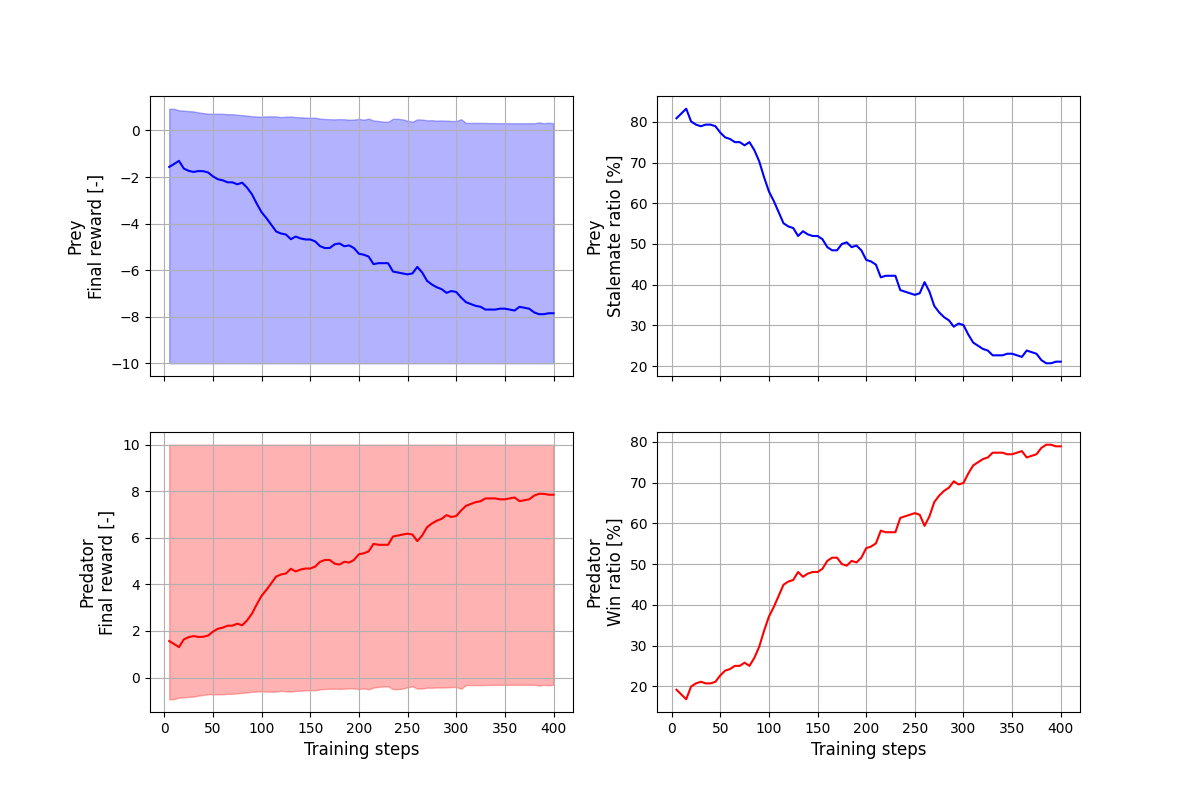 Prey
Final reward [-]
0
−2
−4
−6
−8
−10
Prey
Stalemate ratio [%]
80
70
60
50
40
30
20
Predator
Final reward [-]
10
8
6
4
2
0
0 50 100 150 200 250 300 350 400
Training steps
Predator
Win ratio [%]
80
70
60
50
40
30
20
0 50 100 150 200 250 300 350 400
Training steps